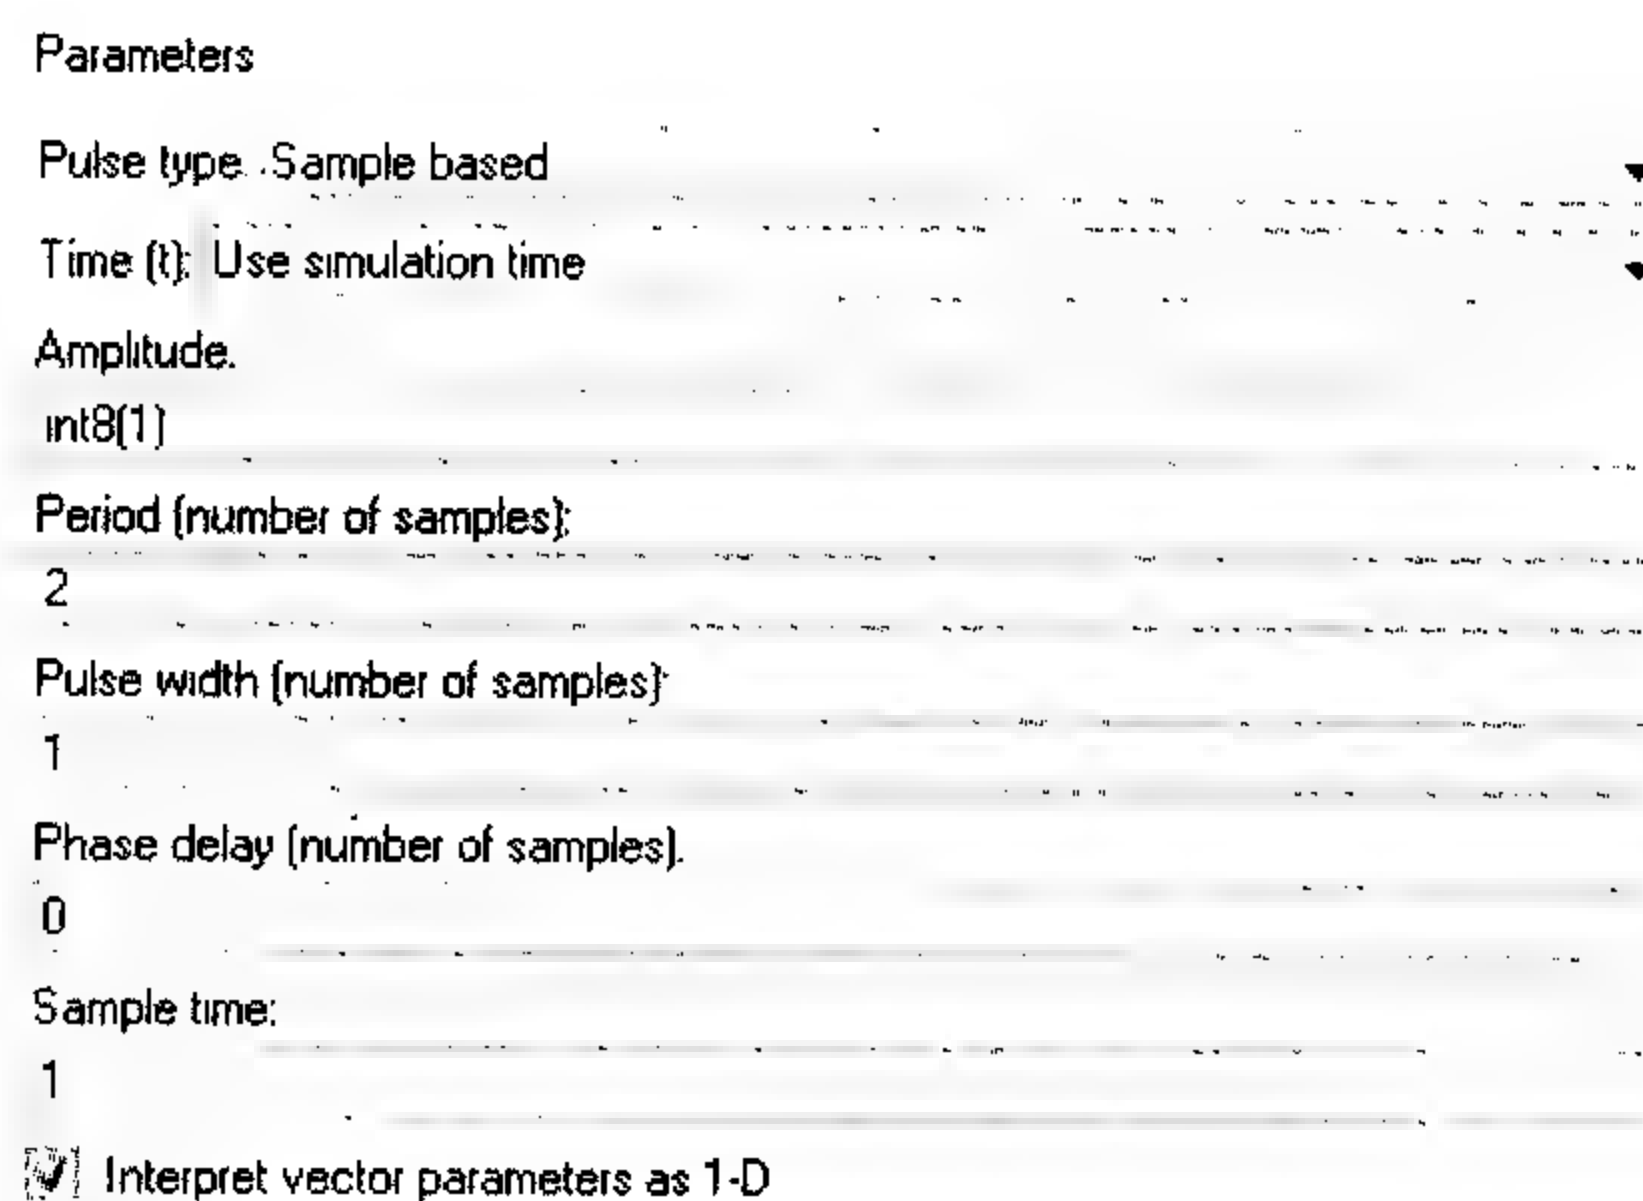 Parameters
Pulse type. Sample based
Time (t): Use simulation time
Amplitude.
int8(1)
Period (number of samples):
2
Pulse width (number of samples):
1
Phase delay (number of samples).
0
Sample time:
1
Interpret vector parameters as 1-D